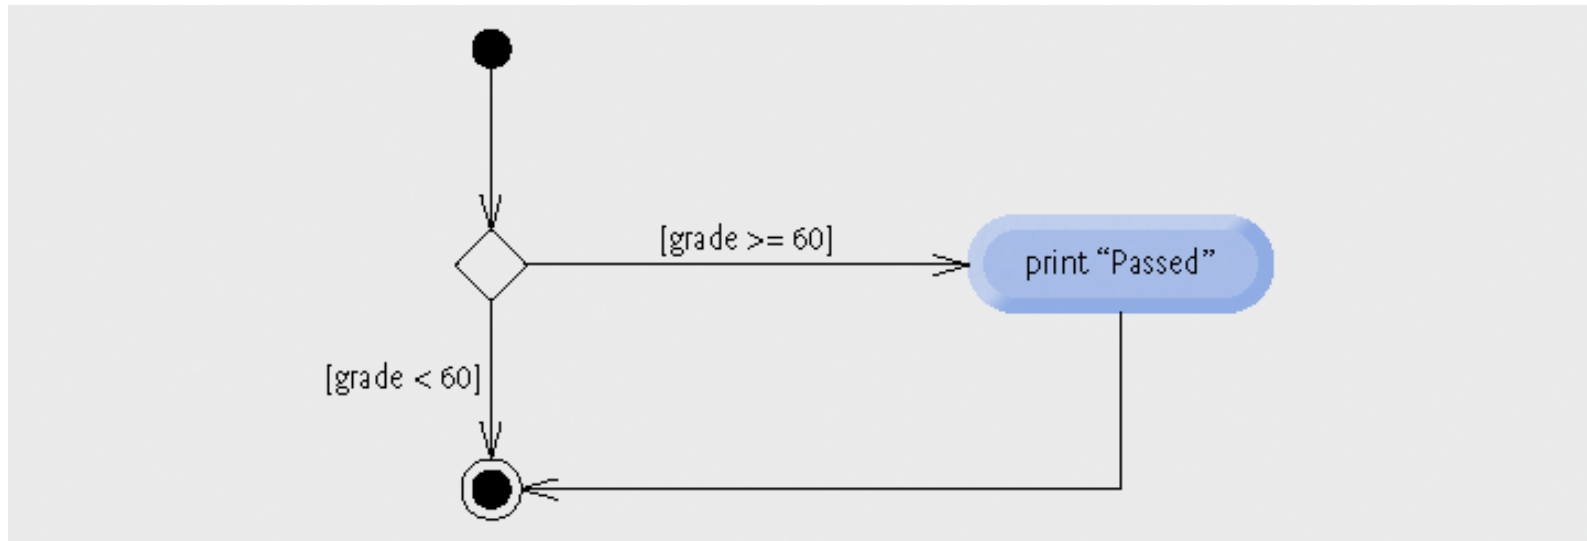 [grade >= 60]
print “Passed”
[grade < 60]